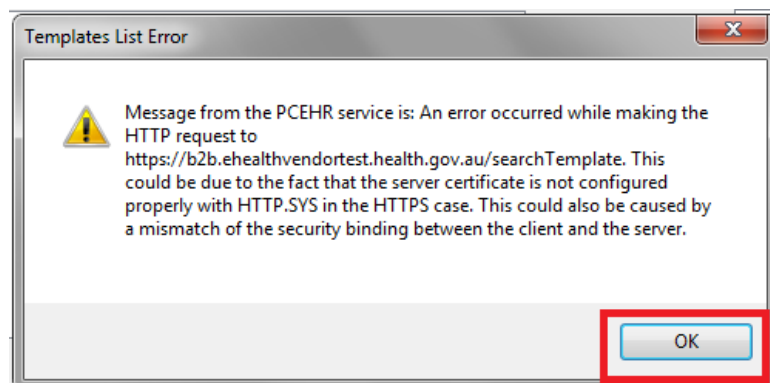 Templates List Error
Message from the PCEHR service is: An error occurred while making the
HTTP request to
https://b2b.ehealthvendortest.health.gov.au/searchTemplate. This
could be due to the fact that the server certificate is not configured
properly with HTTP.SYS in the HTTPS case. This could also be caused by
a mismatch of the security binding between the client and the server.
OK